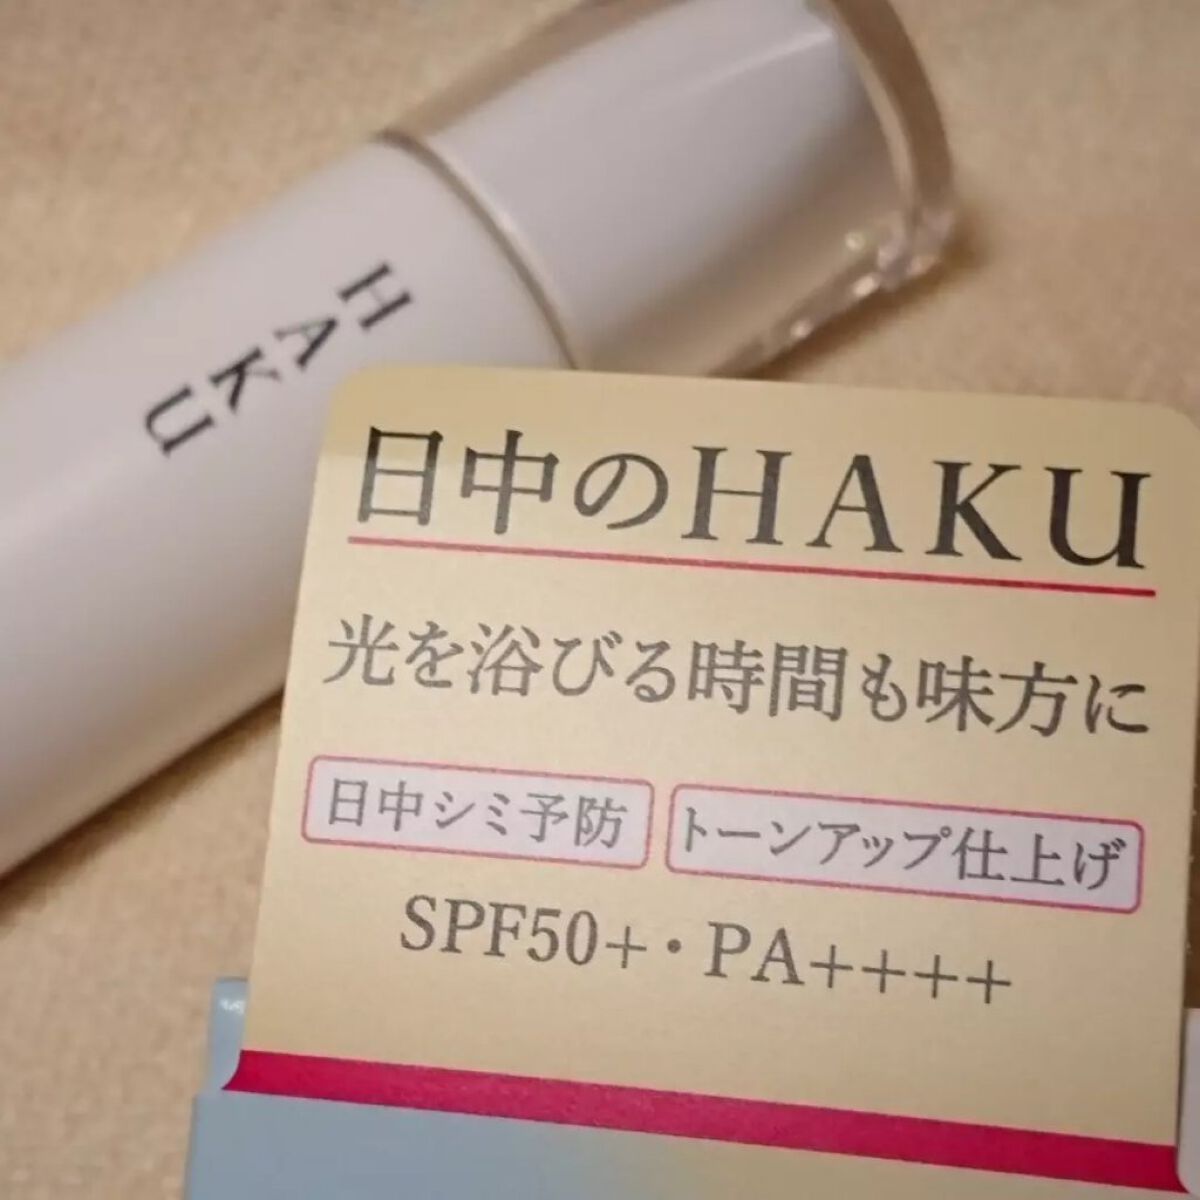 HAKU
日中のHAKU
光を浴びる時間も味方に
日中シミ予防
トーンアップ仕上げ
SPF50+・PA++++